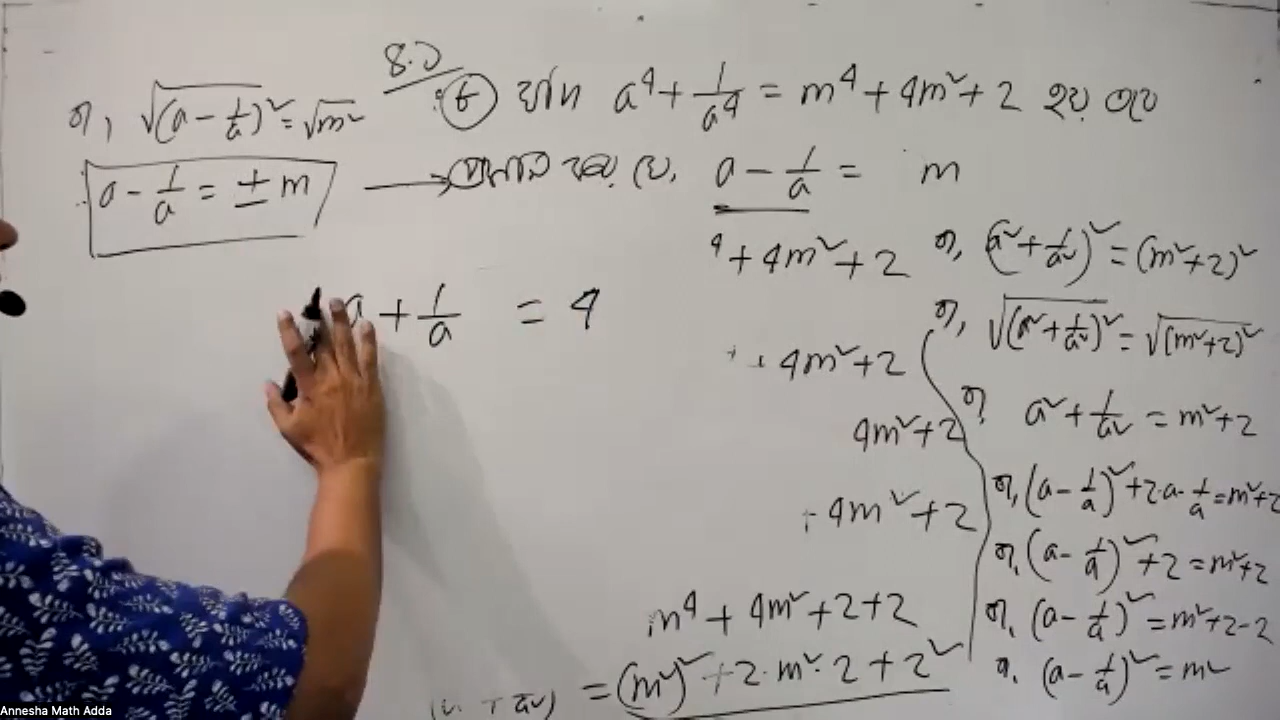 8.2
৮ যদি a⁴ + 1/a⁴ = m⁴ + 4m² + 2 হয় তবে
প্রমাণ কর যে, a - 1/a = m
বা, √(a - 1/a)² = √m²
a - 1/a = ± m
a + 1/a = 4
4 + 4m² + 2
4m² + 2
4m² + 2
4m² + 2
m⁴ + 4m² + 2 + 2
= (m²)² + 2·m²·2 + 2²
বা, (a² + 1/a²)² = (m² + 2)²
বা, √(a² + 1/a²)² = √(m² + 2)²
বা a² + 1/a² = m² + 2
বা, (a - 1/a)² + 2·a·1/a = m² + 2
বা, (a - 1/a)² + 2 = m² + 2
বা, (a - 1/a)² = m² + 2 - 2
বা, (a - 1/a)² = m²
Annesha Math Adda